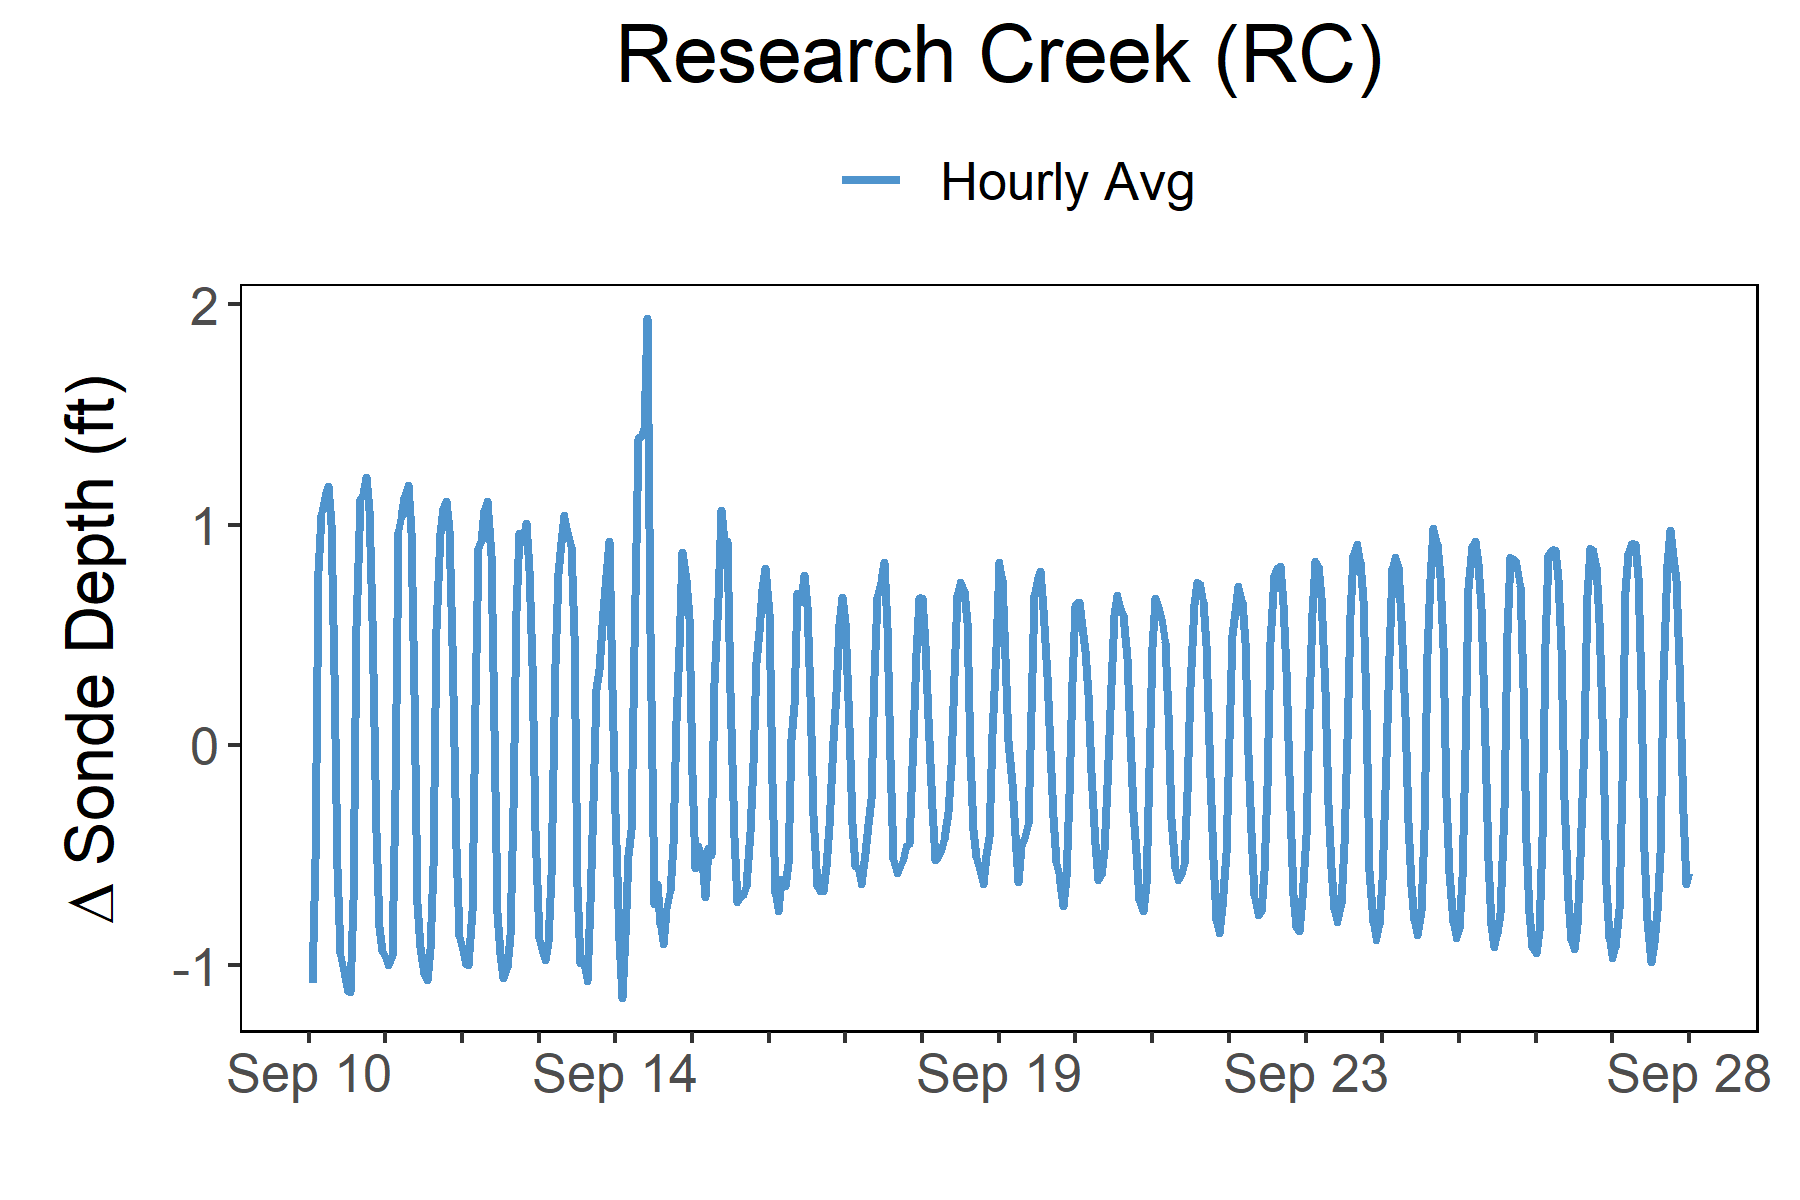 Research Creek (RC)
Hourly Avg
Δ Sonde Depth (ft)
2
1
0
-1
Sep 10 Sep 14 Sep 19 Sep 23 Sep 28